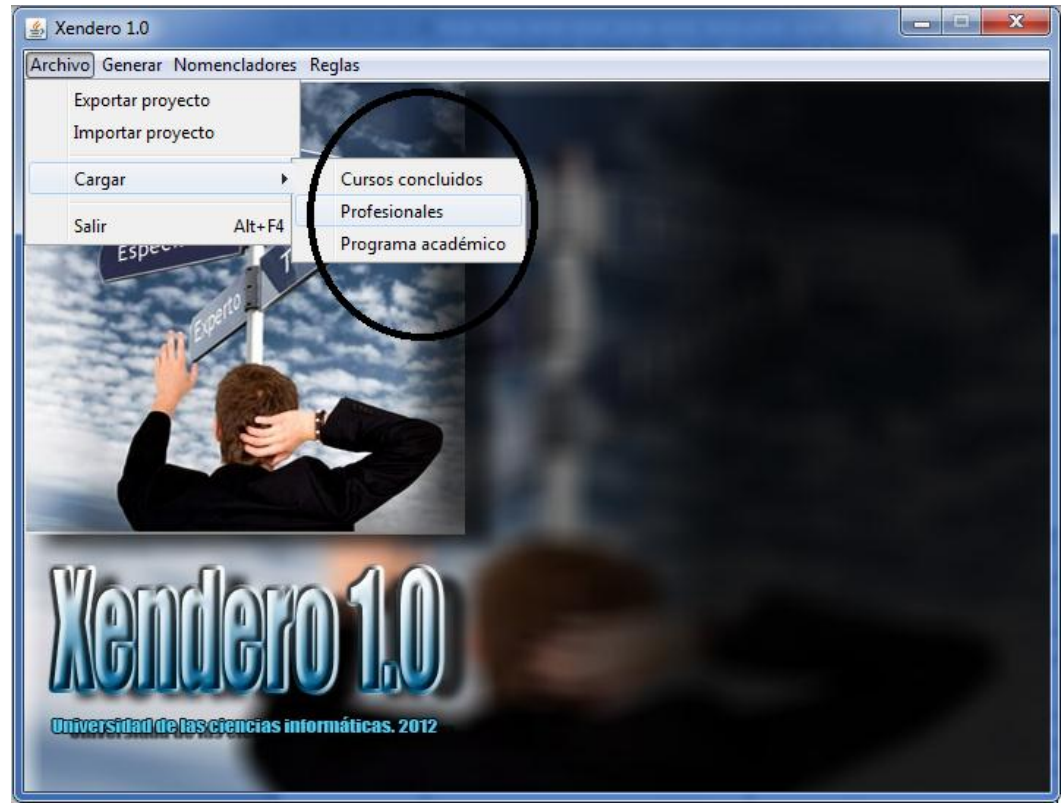 Xendero 1.0
Archivo Generar Nomencladores Reglas
Exportar proyecto
Importar proyecto
Cargar
Cursos concluidos
Profesionales
Programa académico
Salir Alt+F4
Experto
Xendero 1.0
Universidad de las ciencias informáticas. 2012